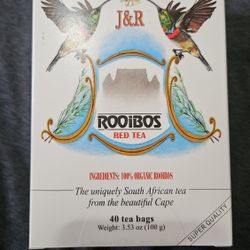 J&R
ROOiBOS
RED TEA
INGREDIENTS: 100% ORGANIC ROOIBOS
The uniquely South African tea
from the beautiful Cape
40 tea bags
Weight: 3.53 oz (100 g)
SUPER QUALITY